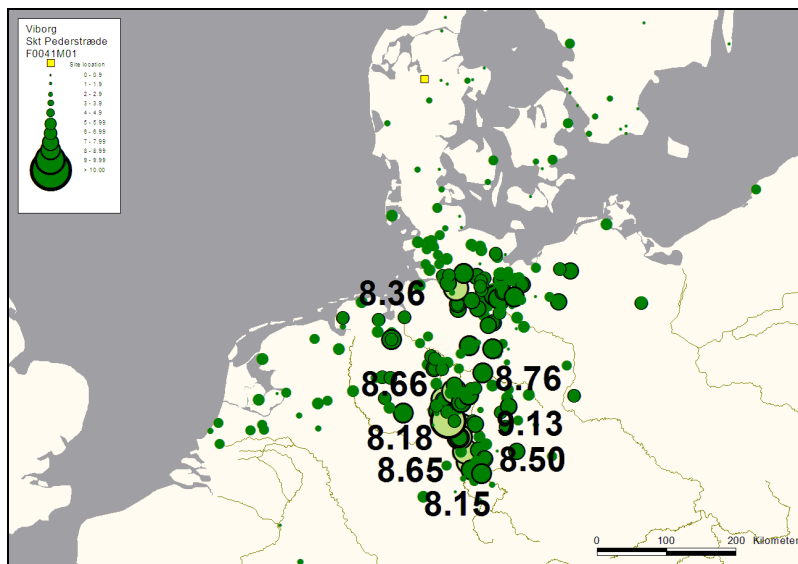 Viborg
Skt Pederstræde
F0041M01
Site location
0 - 0.9
1 - 1.9
2 - 2.9
3 - 3.9
4 - 4.9
5 - 5.99
6 - 6.99
7 - 7.99
8 - 8.99
9 - 9.99
> 10.00
8.36
8.66
8.76
8.18
9.13
8.65
8.50
8.15
0 100 200 Kilometer